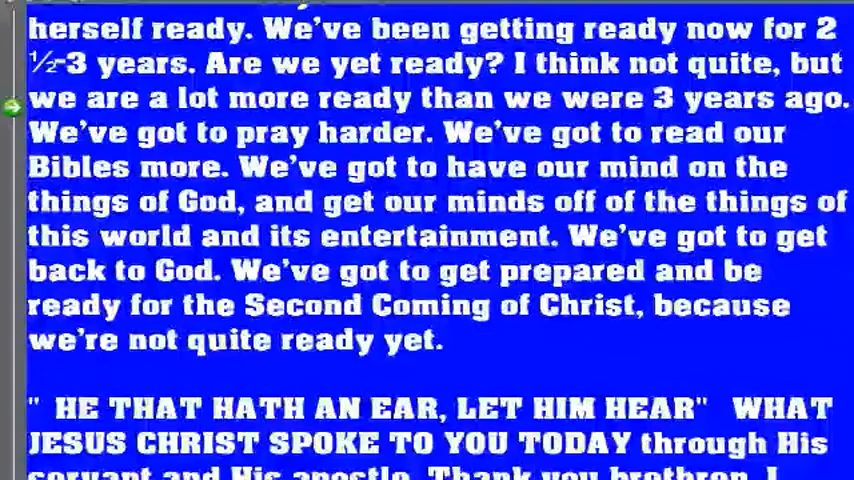 herself ready. We've been getting ready now for 2
½-3 years. Are we yet ready? I think not quite, but
we are a lot more ready than we were 3 years ago.
We've got to pray harder. We've got to read our
Bibles more. We've got to have our mind on the
things of God, and get our minds off of the things of
this world and its entertainment. We've got to get
back to God. We've got to get prepared and be
ready for the Second Coming of Christ, because
we're not quite ready yet.
" HE THAT HATH AN EAR, LET HIM HEAR" WHAT
JESUS CHRIST SPOKE TO YOU TODAY through His
servant and His apostle. Thank you brethren. I